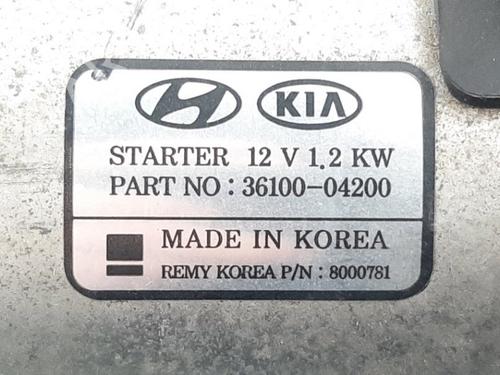 KIA
STARTER 12 V 1.2 KW
PART NO : 36100-04200
MADE IN KOREA
REMY KOREA P/N : 8000781